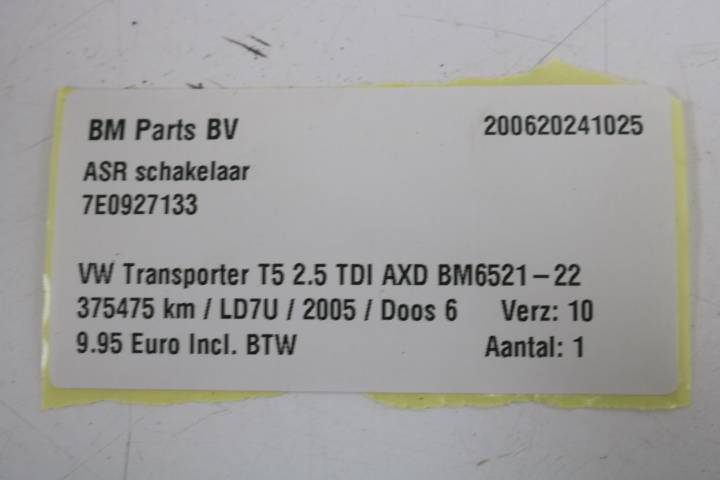 BM Parts BV 200620241025
ASR schakelaar
7E0927133
VW Transporter T5 2.5 TDI AXD BM6521-22
375475 km / LD7U / 2005 / Doos 6 Verz: 10
9.95 Euro Incl. BTW Aantal: 1